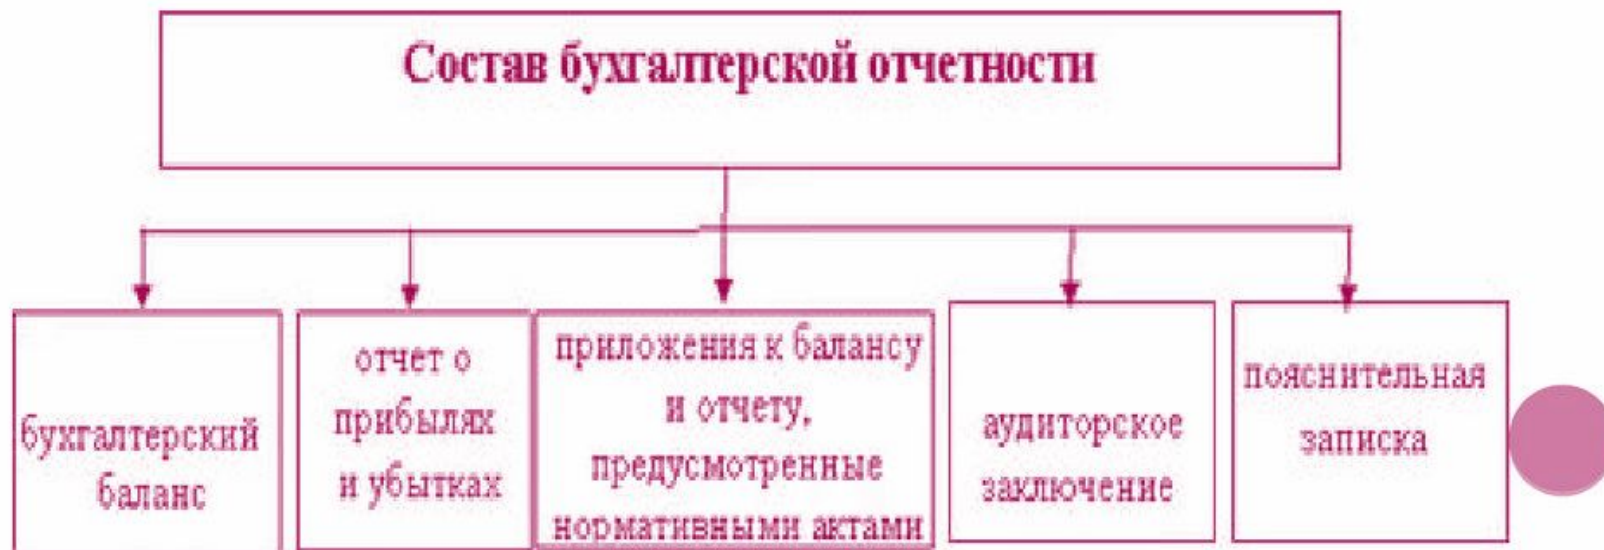 Состав бухгалтерской отчетности
бухгалтерский
баланс
отчет о
прибылях
и убытках
приложения к балансу
и отчету,
предусмотренные
нормативными актами
аудиторское
заключение
пояснительная
записка